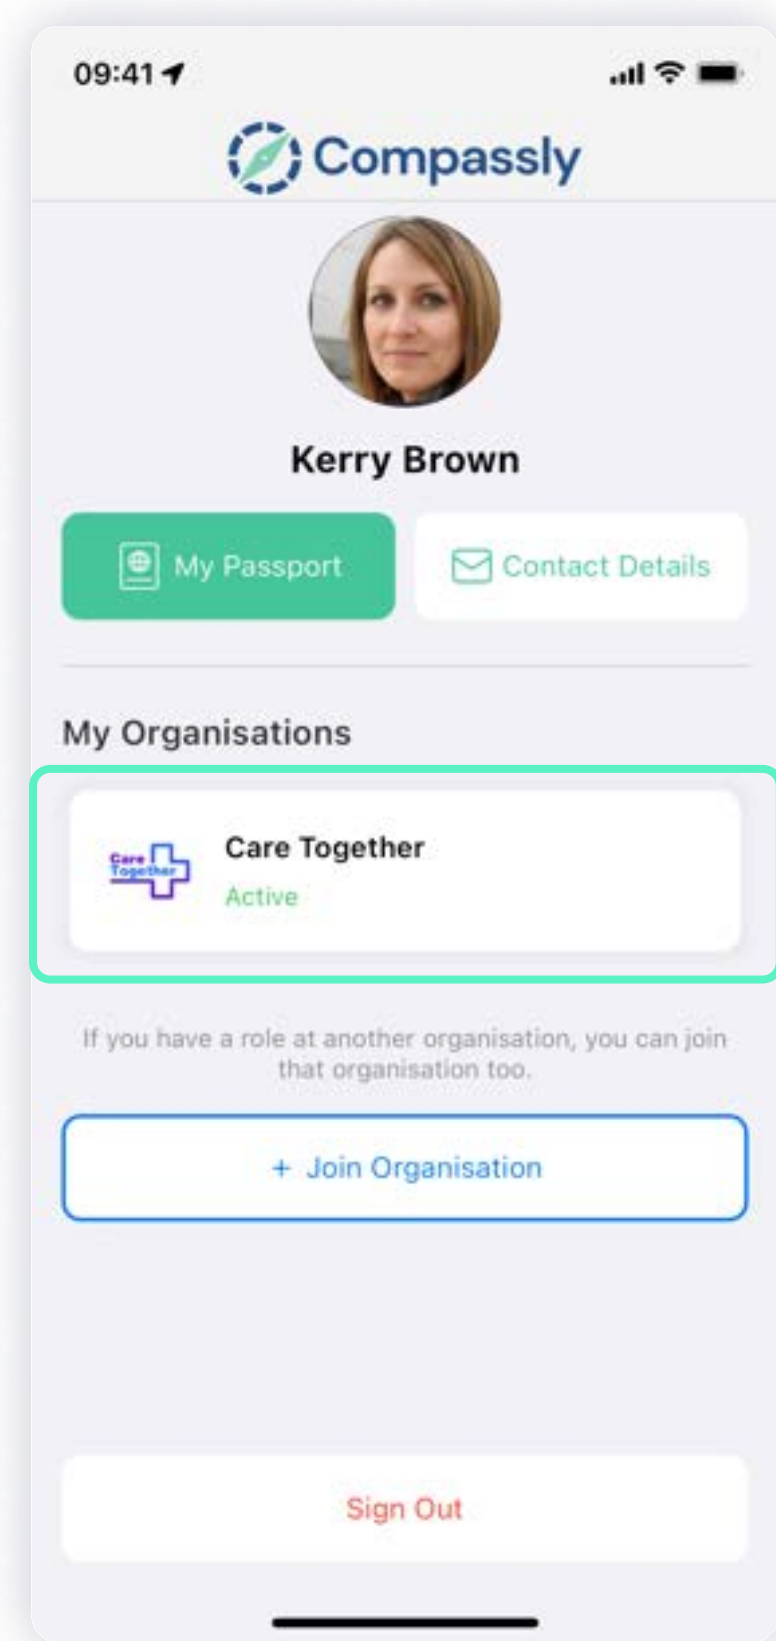 09:41
Compassly
Kerry Brown
My Passport
Contact Details
My Organisations
Care
Together
Care Together
Active
If you have a role at another organisation, you can join
that organisation too.
+ Join Organisation
Sign Out